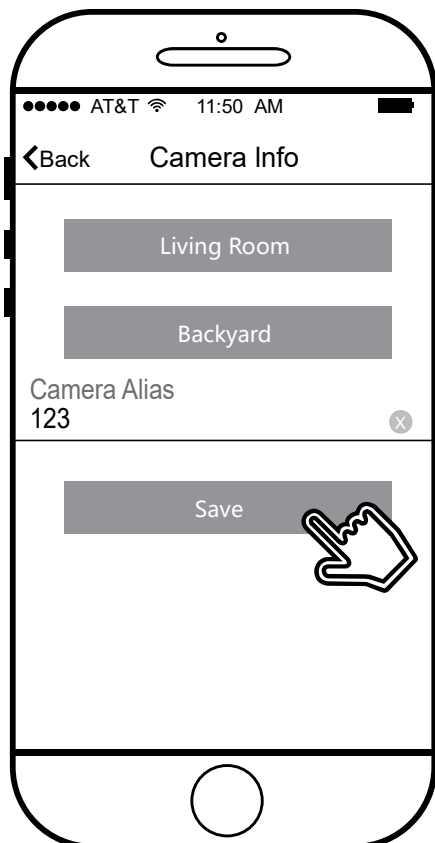 AT&T 11:50 AM
Back Camera Info
Living Room
Backyard
Camera Alias
123
X
Save